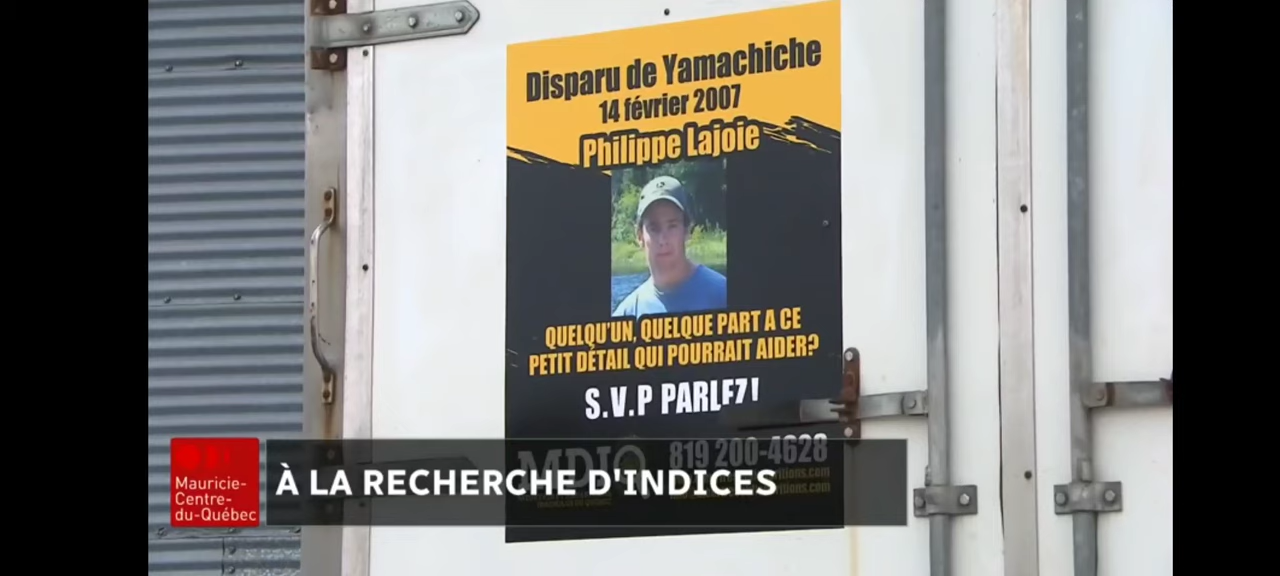 Disparu de Yamachiche
14 février 2007
Philippe Lajoie
QUELQU'UN, QUELQUE PART A CE
PETIT DÉTAIL QUI POURRAIT AIDER?
S.V.P PARLEZ!
819 200-4628
MDIQ
Mauricie-
Centre-
du-Québec
À LA RECHERCHE D'INDICES